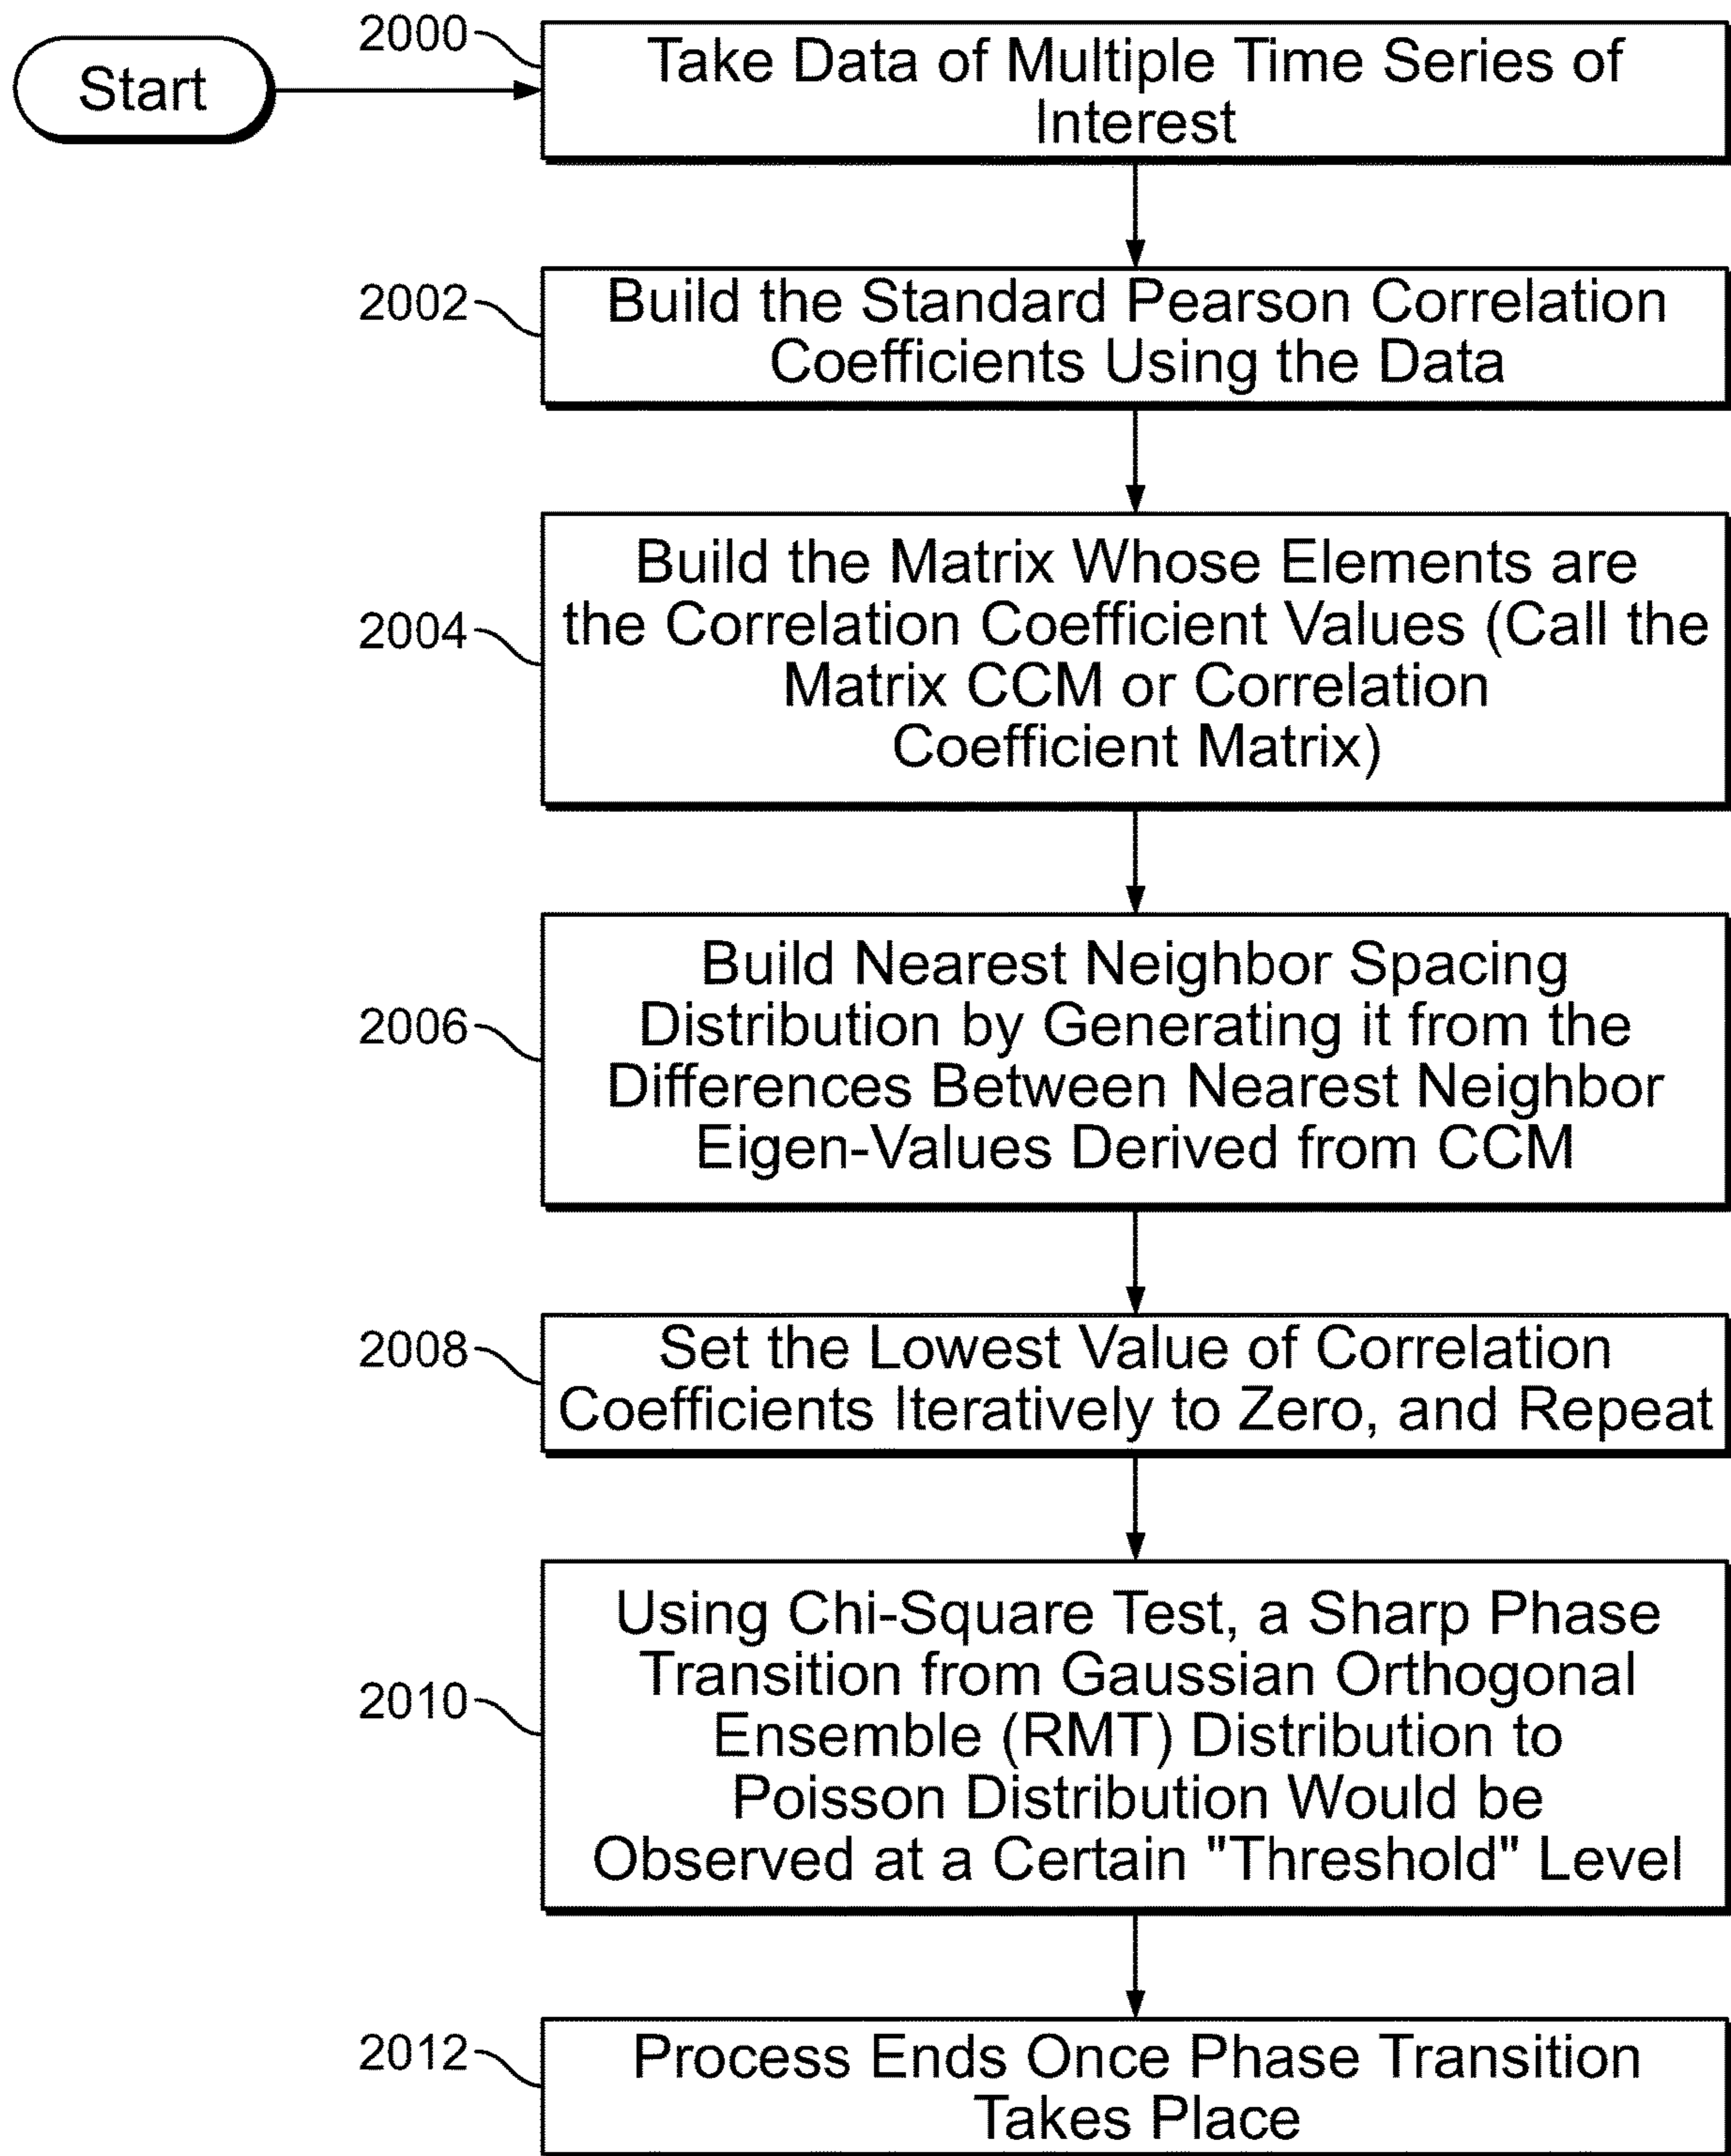 Start
2000
Take Data of Multiple Time Series of
Interest
2002
Build the Standard Pearson Correlation
Coefficients Using the Data
2004
Build the Matrix Whose Elements are
the Correlation Coefficient Values (Call the
Matrix CCM or Correlation
Coefficient Matrix)
2006
Build Nearest Neighbor Spacing
Distribution by Generating it from the
Differences Between Nearest Neighbor
Eigen-Values Derived from CCM
2008
Set the Lowest Value of Correlation
Coefficients Iteratively to Zero, and Repeat
2010
Using Chi-Square Test, a Sharp Phase
Transition from Gaussian Orthogonal
Ensemble (RMT) Distribution to
Poisson Distribution Would be
Observed at a Certain "Threshold" Level
2012
Process Ends Once Phase Transition
Takes Place